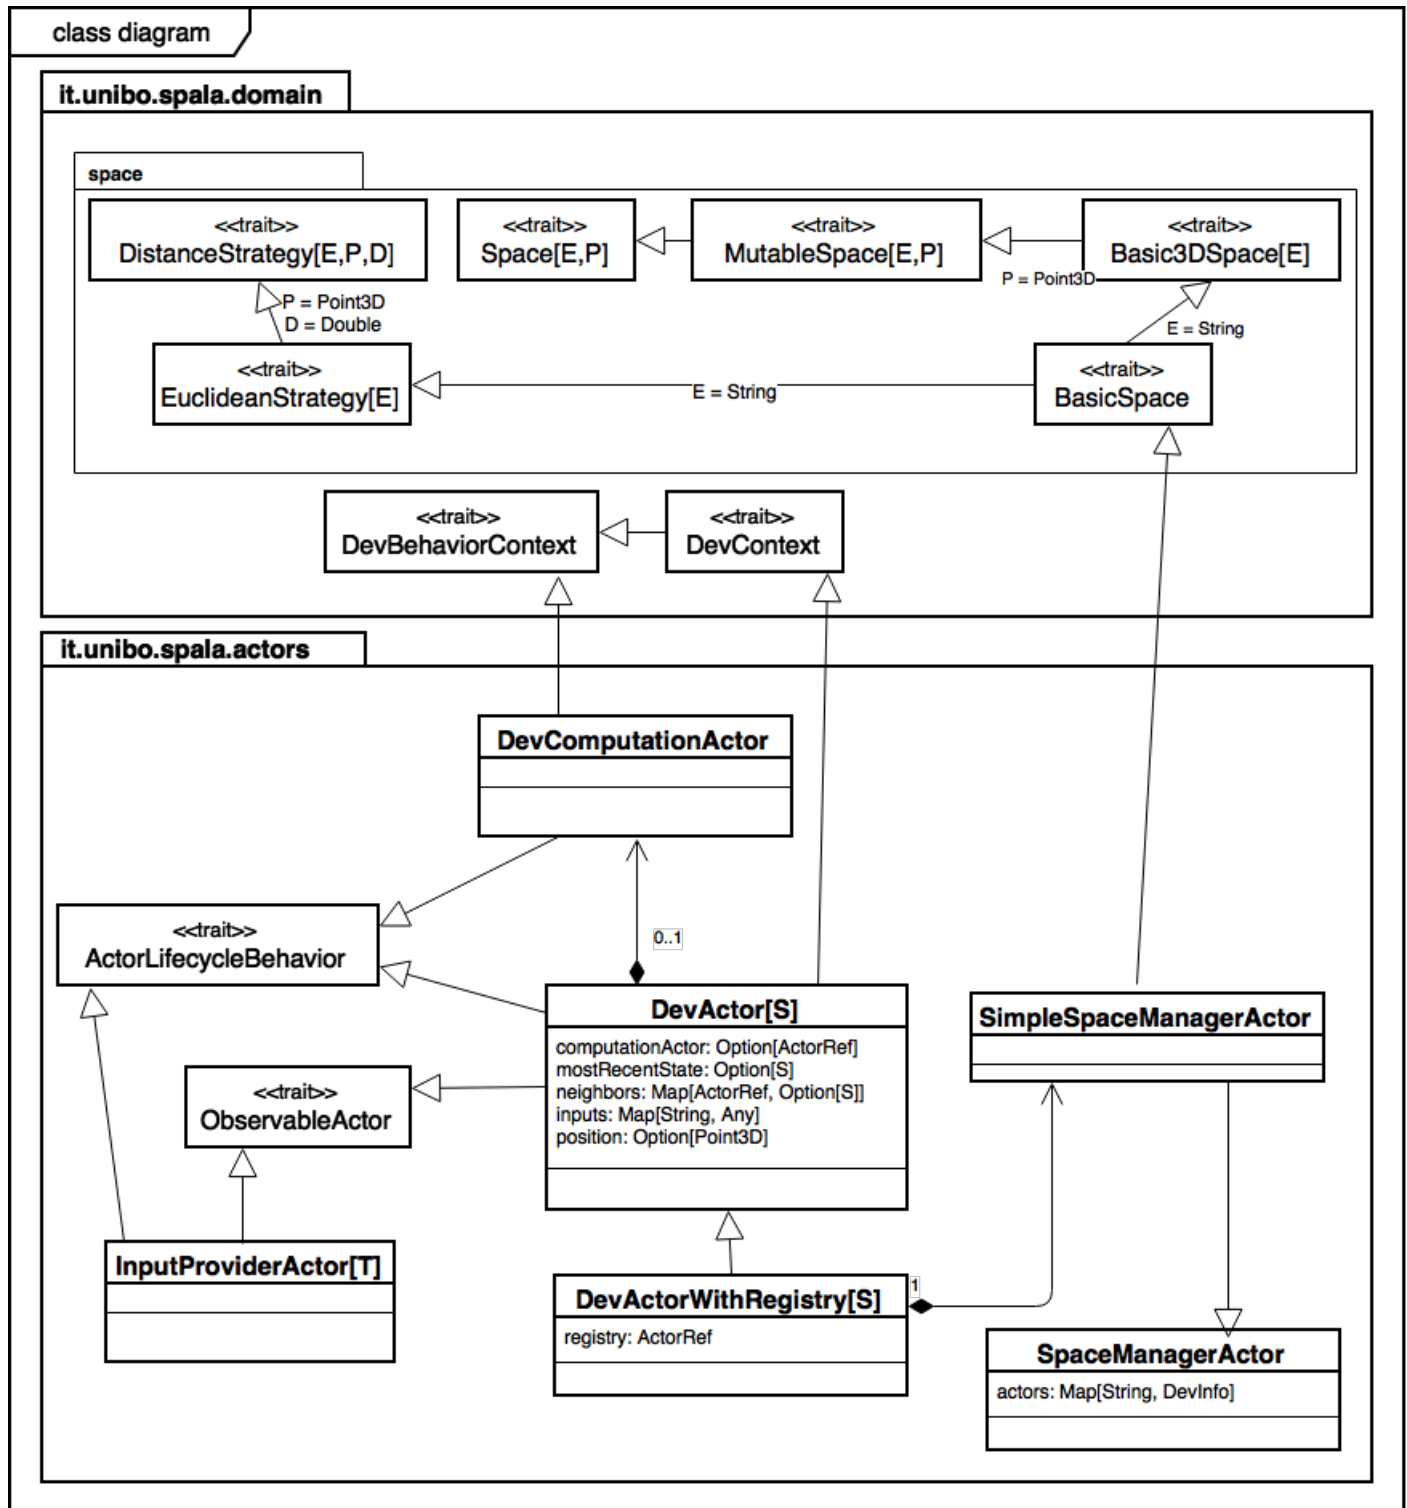 class diagram
it.unibo.spala.domain
space
<<trait>>
DistanceStrategy[E,P,D]
<<trait>>
Space[E,P]
<<trait>>
MutableSpace[E,P]
<<trait>>
Basic3DSpace[E]
P = Point3D
P = Point3D
D = Double
E = String
<<trait>>
EuclideanStrategy[E]
E = String
<<trait>>
BasicSpace
<<trait>>
DevBehaviorContext
<<trait>>
DevContext
it.unibo.spala.actors
DevComputationActor
<<trait>>
ActorLifecycleBehavior
0..1
DevActor[S]
computationActor: Option[ActorRef]
mostRecentState: Option[S]
neighbors: Map[ActorRef, Option[S]]
inputs: Map[String, Any]
position: Option[Point3D]
SimpleSpaceManagerActor
<<trait>>
ObservableActor
InputProviderActor[T]
DevActorWithRegistry[S]
registry: ActorRef
1
SpaceManagerActor
actors: Map[String, DevInfo]